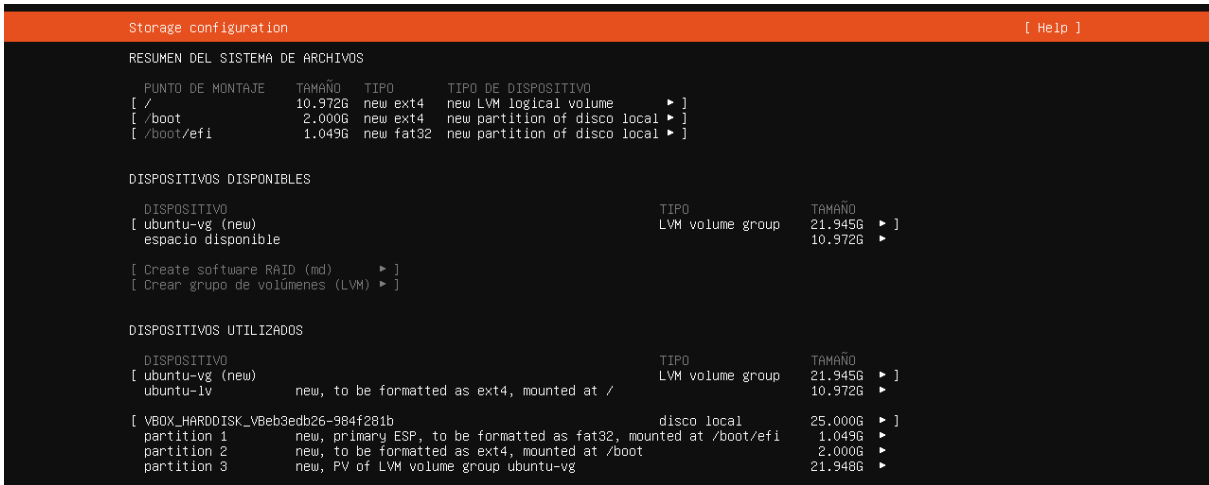 Storage configuration [ Help ]
RESUMEN DEL SISTEMA DE ARCHIVOS
PUNTO DE MONTAJE TAMAÑO TIPO TIPO DE DISPOSITIVO
[ / 10.972G new ext4 new LVM logical volume ▸ ]
[ /boot 2.000G new ext4 new partition of disco local ▸ ]
[ /boot/efi 1.049G new fat32 new partition of disco local ▸ ]
DISPOSITIVOS DISPONIBLES
DISPOSITIVO TIPO TAMAÑO
[ ubuntu-vg (new) LVM volume group 21.945G ▸ ]
espacio disponible 10.972G ▸
[ Create software RAID (md) ▸ ]
[ Crear grupo de volúmenes (LVM) ▸ ]
DISPOSITIVOS UTILIZADOS
DISPOSITIVO TIPO TAMAÑO
[ ubuntu-vg (new) LVM volume group 21.945G ▸ ]
ubuntu-lv new, to be formatted as ext4, mounted at / 10.972G ▸
[ VBOX_HARDDISK_VBeb3edb26-984f281b disco local 25.000G ▸ ]
partition 1 new, primary ESP, to be formatted as fat32, mounted at /boot/efi 1.049G ▸
partition 2 new, to be formatted as ext4, mounted at /boot 2.000G ▸
partition 3 new, PV of LVM volume group ubuntu-vg 21.948G ▸